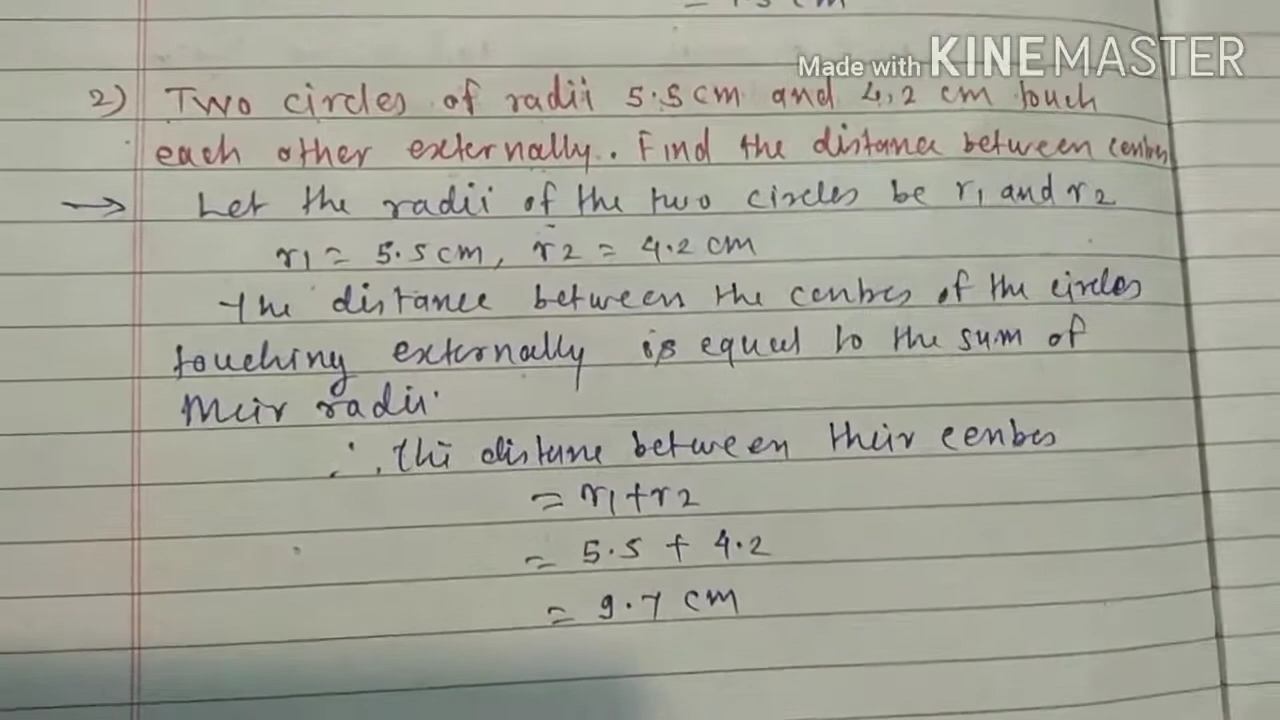 Made with KINEMASTER
2) Two circles of radii 5.5 cm and 4.2 cm touch
each other externally. Find the distance between centres
→ Let the radii of the two circles be r1 and r2
r1 = 5.5 cm, r2 = 4.2 cm
The distance between the centres of the circles
touching externally is equal to the sum of
their radii.
∴ The distance between their centres
= r1 + r2
= 5.5 + 4.2
= 9.7 cm